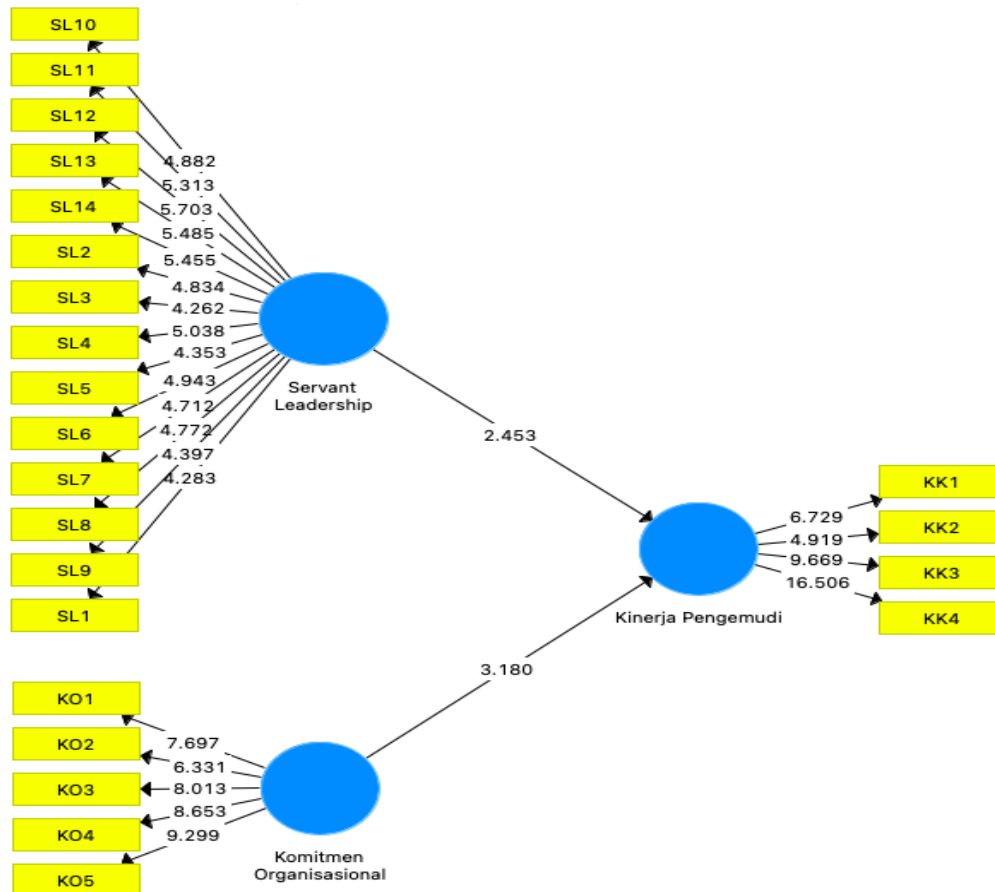 SL10
SL11
SL12
SL13
SL14
SL2
SL3
SL4
SL5
SL6
SL7
SL8
SL9
SL1
4.882
5.313
5.703
5.485
5.455
4.834
4.262
5.038
4.353
4.943
4.712
4.772
4.397
4.283
Servant
Leadership
2.453
KO1
KO2
KO3
KO4
KO5
7.697
6.331
8.013
8.653
9.299
Komitmen
Organisasional
3.180
Kinerja Pengemudi
6.729
4.919
9.669
16.506
KK1
KK2
KK3
KK4